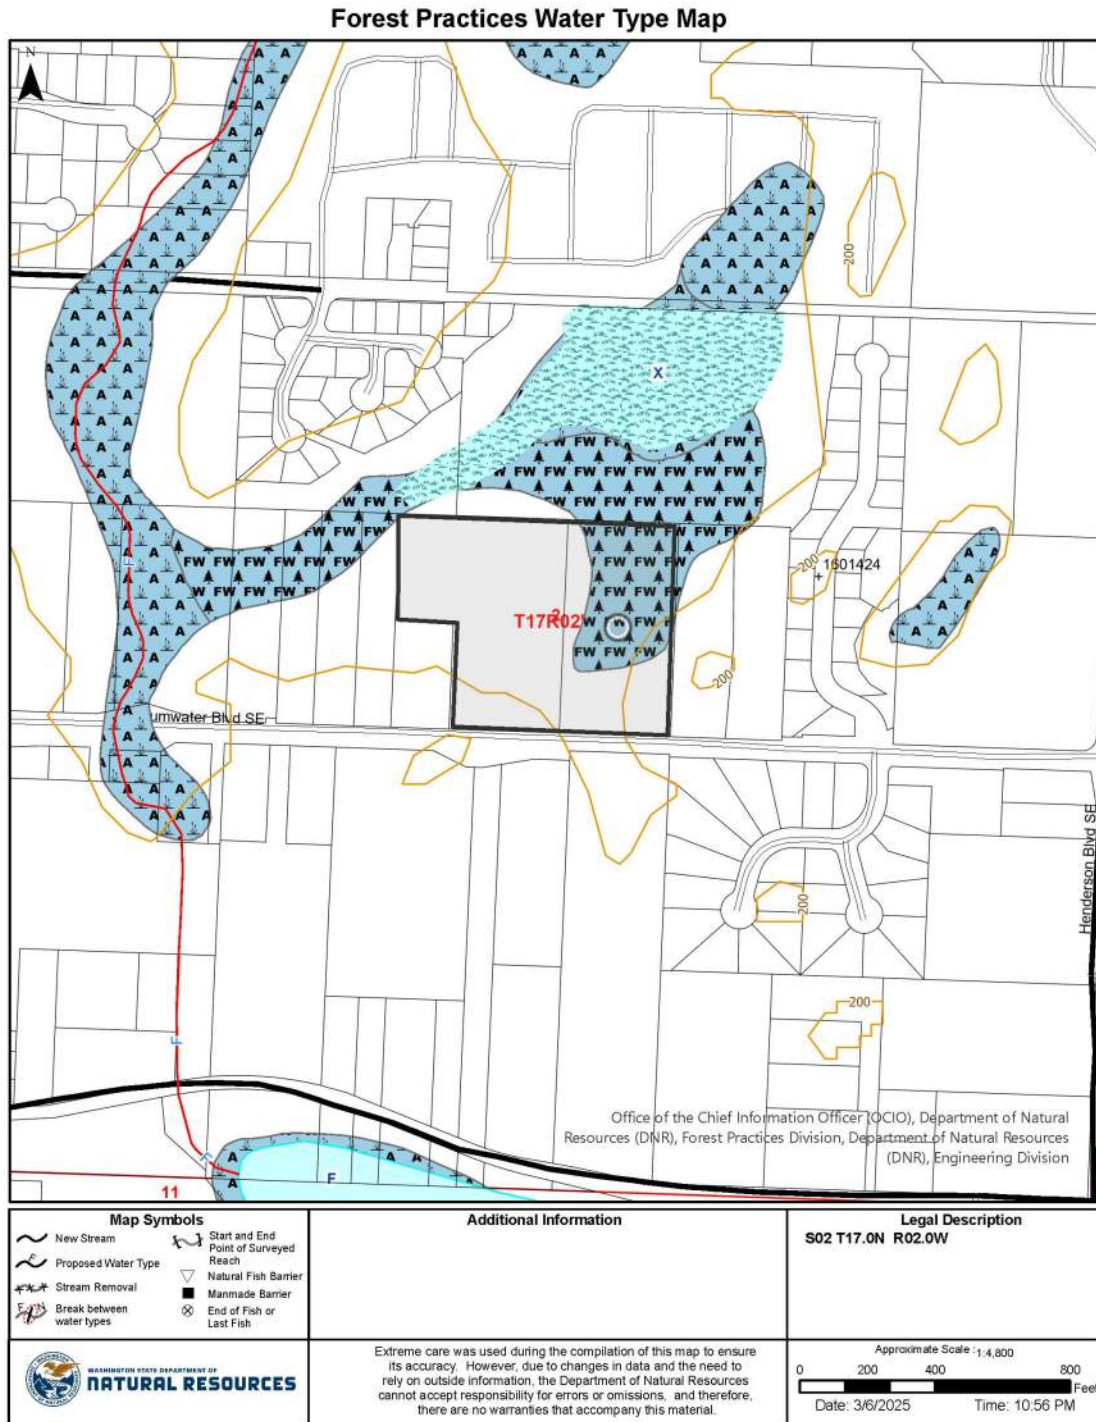 Forest Practices Water Type Map
N
X
200
T17R02
2
1601424
200
200
F
umwater Blvd SE
200
Henderson Blvd SE
200
F
Office of the Chief Information Officer (OCIO), Department of Natural
Resources (DNR), Forest Practices Division, Department of Natural Resources
(DNR), Engineering Division
F
F
11
Map Symbols
New Stream
Proposed Water Type
Stream Removal
Break between
water types
Start and End
Point of Surveyed
Reach
Natural Fish Barrier
Manmade Barrier
End of Fish or
Last Fish
Additional Information
Legal Description
S02 T17.0N R02.0W
WASHINGTON STATE DEPARTMENT OF
NATURAL RESOURCES
Extreme care was used during the compilation of this map to ensure
its accuracy. However, due to changes in data and the need to
rely on outside information, the Department of Natural Resources
cannot accept responsibility for errors or omissions, and therefore,
there are no warranties that accompany this material.
Approximate Scale : 1:4,800
0 200 400 800
Feet
Date: 3/6/2025 Time: 10:56 PM